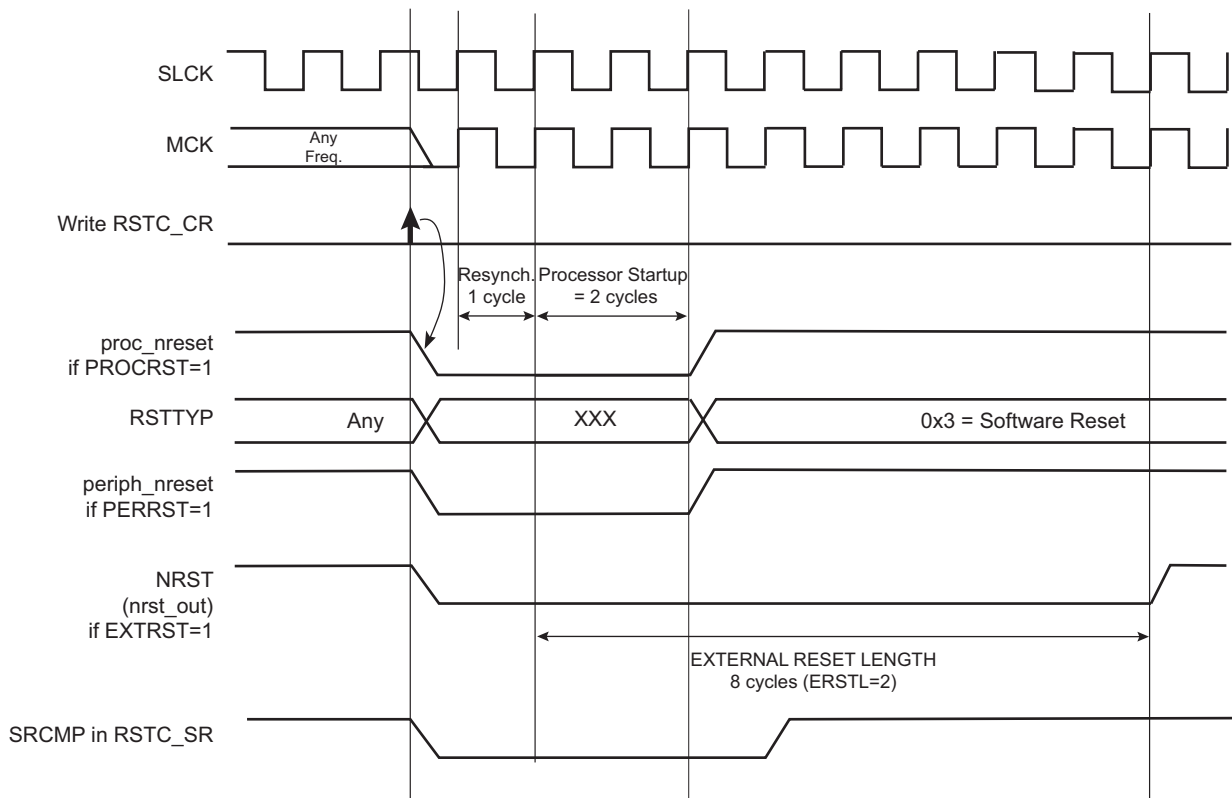 SLCK
MCK
Any
Freq.
Write RSTC_CR
Resynch.
1 cycle
Processor Startup
= 2 cycles
proc_nreset
if PROCRST=1
RSTTYP
Any
XXX
0x3 = Software Reset
periph_nreset
if PERRST=1
NRST
(nrst_out)
if EXTRST=1
EXTERNAL RESET LENGTH
8 cycles (ERSTL=2)
SRCMP in RSTC_SR